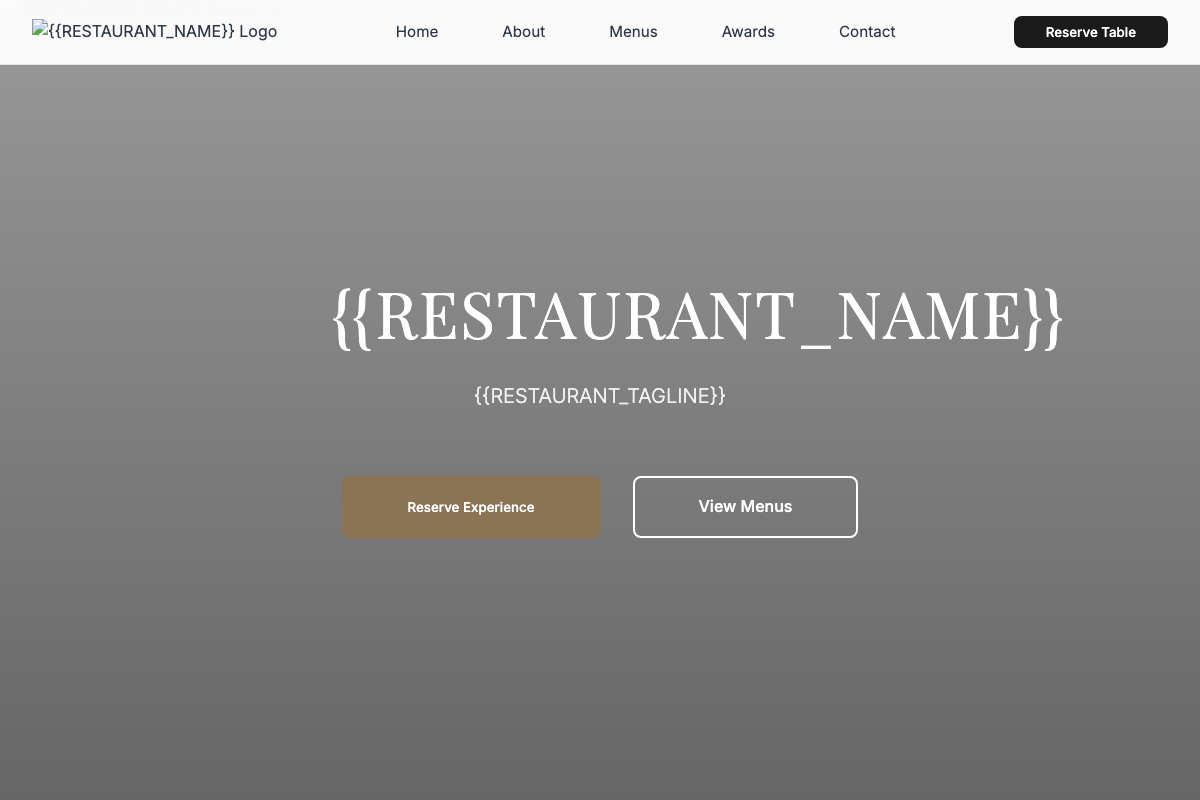 {{RESTAURANT_NAME}} Logo
Home
About
Menus
Awards
Contact
Reserve Table
{{RESTAURANT_NAME}}
{{RESTAURANT_TAGLINE}}
Reserve Experience
View Menus